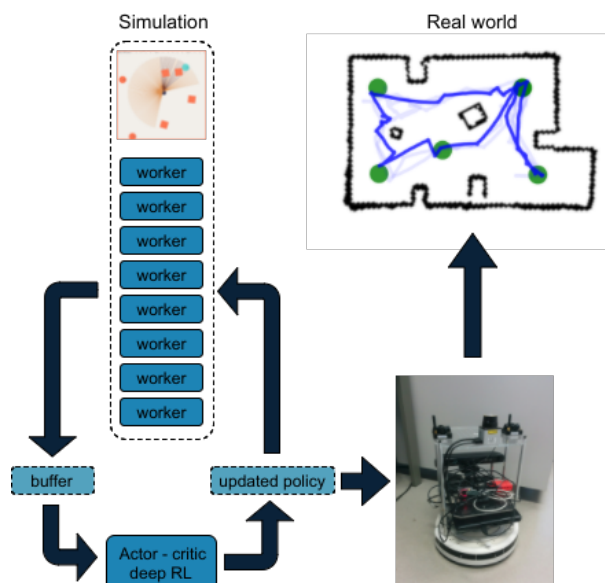 Simulation
Real world
worker
worker
worker
worker
worker
worker
worker
worker
buffer
updated policy
Actor - critic
deep RL